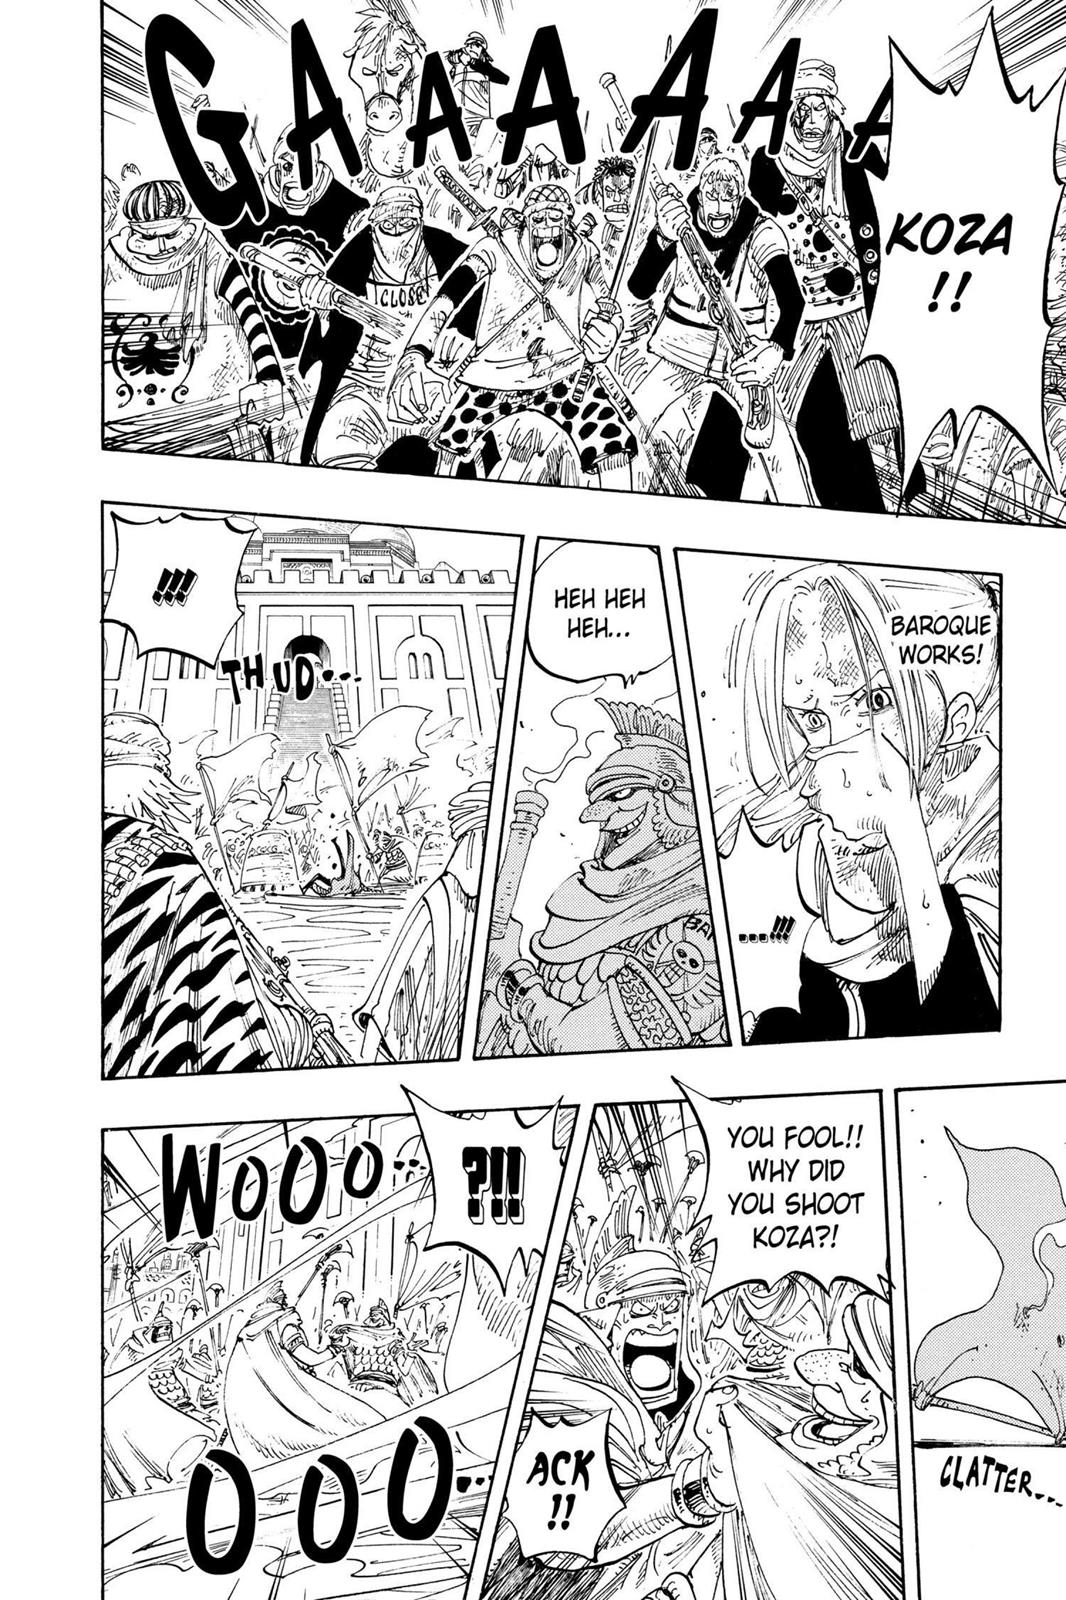 GAAAAAA
KOZA
!!
CLOSE
BAROQUE
WORKS!
...!!!
HEH HEH
HEH...
BAR
!!!
THUD...
CLATTER...
YOU FOOL!!
WHY DID
YOU SHOOT
KOZA?!
ACK
!!
?!!
WOOO...
OOO...